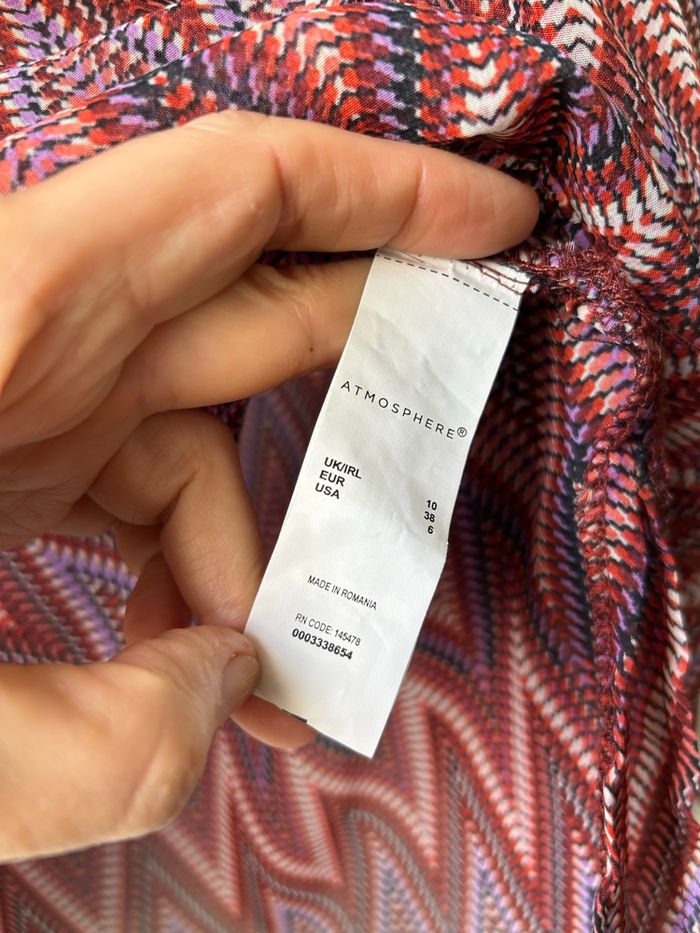 ATMOSPHERE®
UK/IRL 10
EUR 38
USA 6
MADE IN ROMANIA
RN CODE: 145478
0003338654